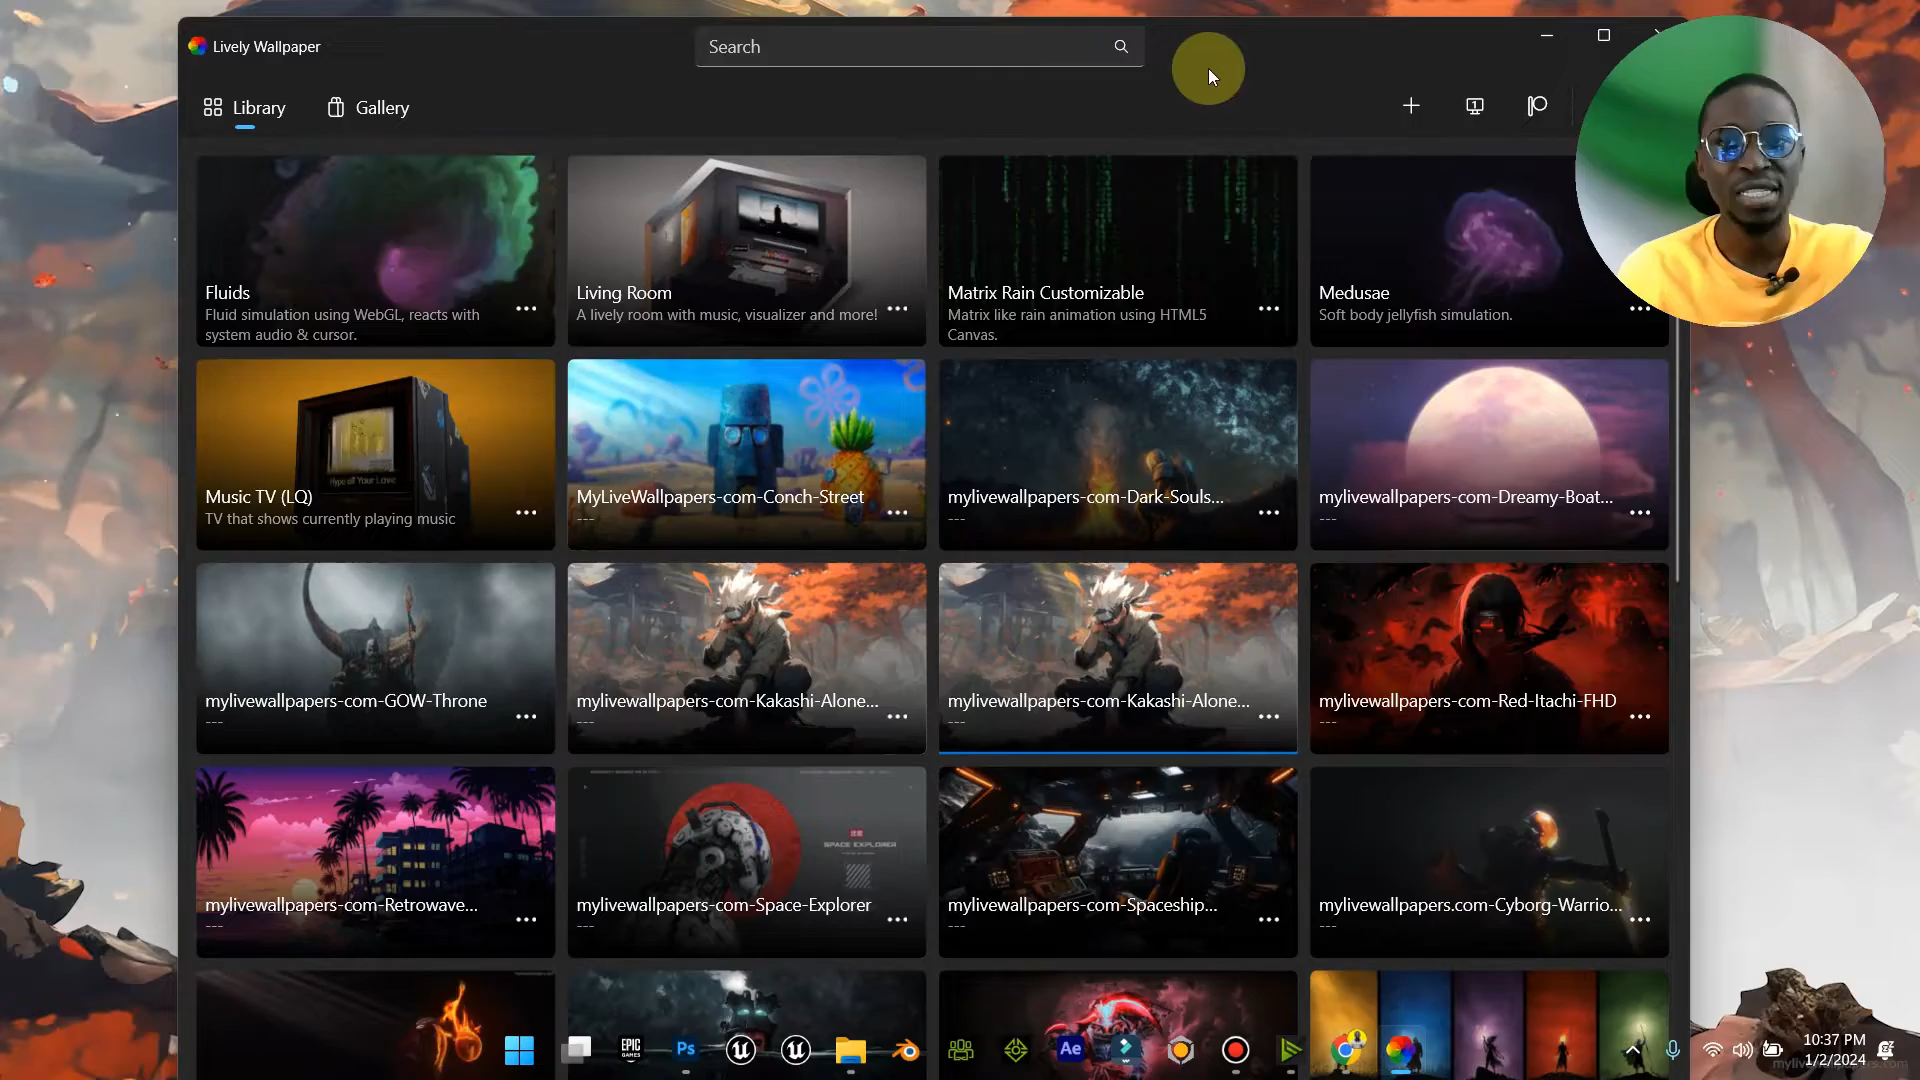 Lively Wallpaper
Search
Library
Gallery
1
Fluids
Fluid simulation using WebGL, reacts with
system audio & cursor.
Living Room
A lively room with music, visualizer and more!
Matrix Rain Customizable
Matrix like rain animation using HTML5
Canvas.
Medusae
Soft body jellyfish simulation.
Hype of Your Love
Music TV (LQ)
TV that shows currently playing music
MyLiveWallpapers-com-Conch-Street
---
mylivewallpapers-com-Dark-Souls...
---
mylivewallpapers-com-Dreamy-Boat...
---
mylivewallpapers-com-GOW-Throne
---
mylivewallpapers-com-Kakashi-Alone...
---
mylivewallpapers-com-Kakashi-Alone...
---
mylivewallpapers-com-Red-Itachi-FHD
---
mylivewallpapers-com-Retrowave...
---
SPACE EXPLORER
mylivewallpapers-com-Space-Explorer
---
mylivewallpapers-com-Spaceship...
---
mylivewallpapers.com-Cyborg-Warrio...
---
EPIC
GAMES
Ps
Ae
10:37 PM
1/2/2024